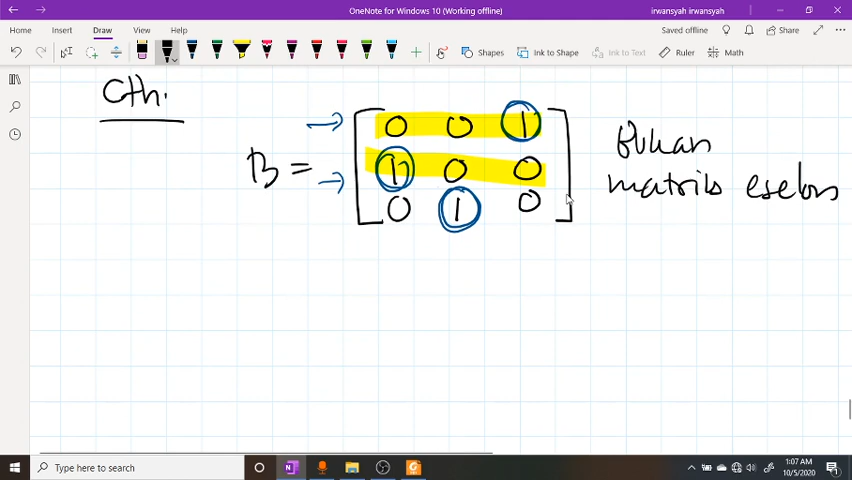 OneNote for Windows 10 (Working offline)
irwansyah irwansyah
Home Insert Draw View Help
Saved offline
Share
Shapes
Ink to Shape
Ink to Text
Ruler
Math
Cth.
0 0 1
B = 1 0 0
0 1 0
Bukan
matriks eselon
Type here to search
1:07 AM
10/5/2020